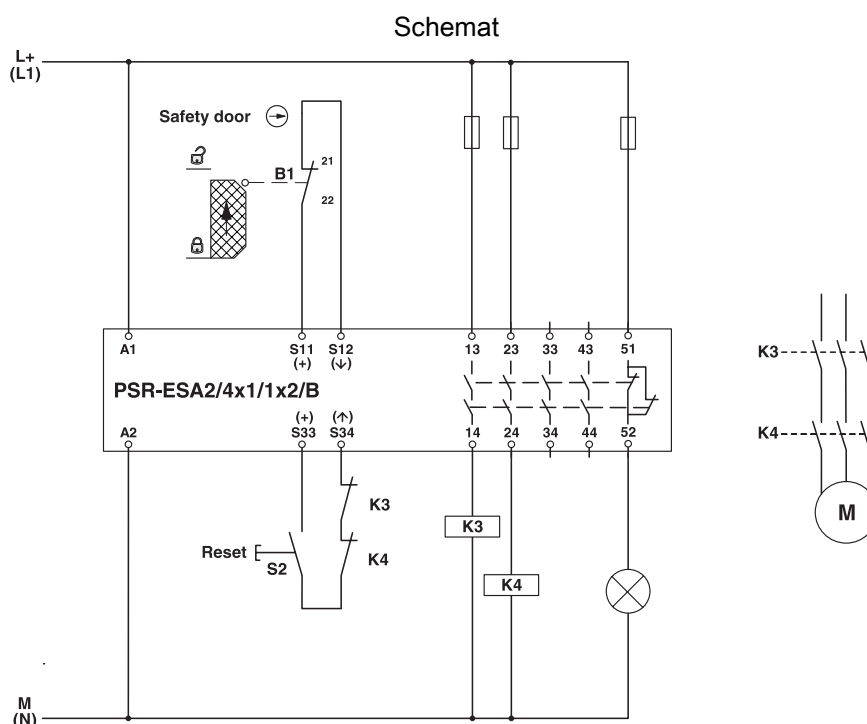 Schemat
L+
(L1)
Safety door
21
B1
22
A1
S11
(+)
S12
(↓)
13
23
33
43
51
PSR-ESA2/4x1/1x2/B
(+)
(↑)
A2
S33
S34
14
24
34
44
52
K3
K4
M
K3
K3
Reset
S2
K4
K4
M
(N)